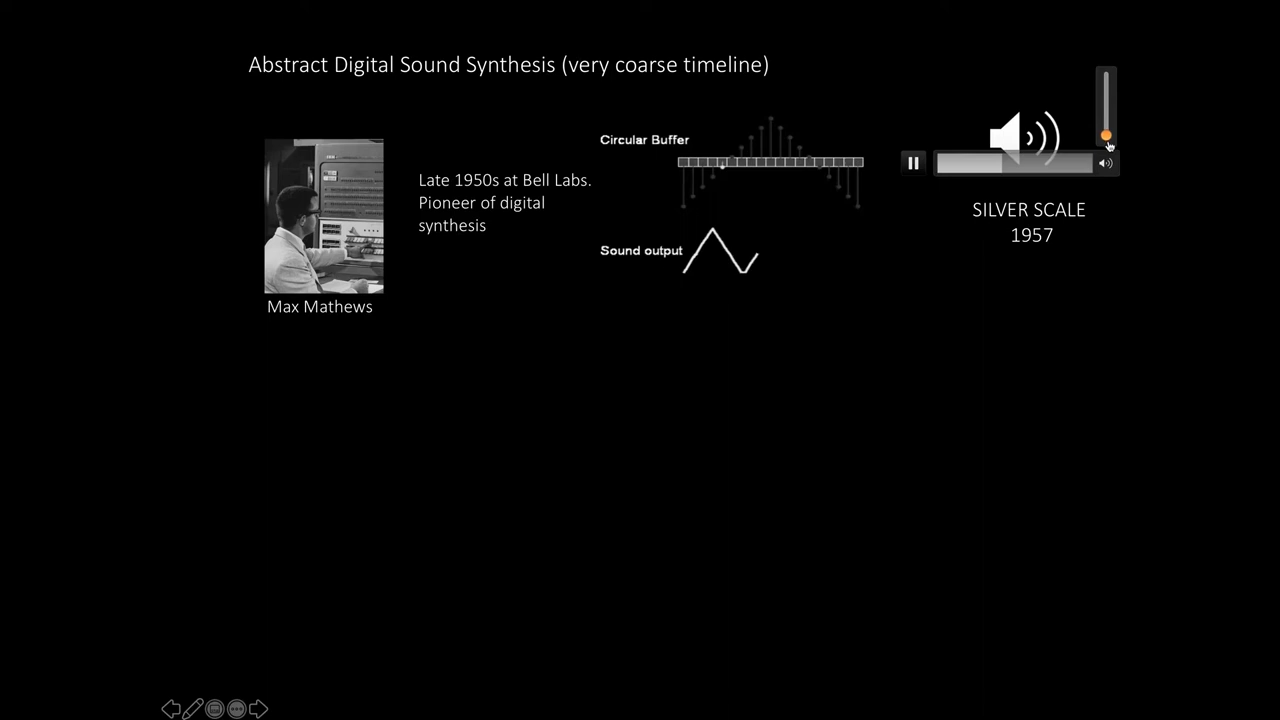 Abstract Digital Sound Synthesis (very coarse timeline)
Circular Buffer
Late 1950s at Bell Labs.
Pioneer of digital
synthesis
Sound output
SILVER SCALE
1957
Max Mathews